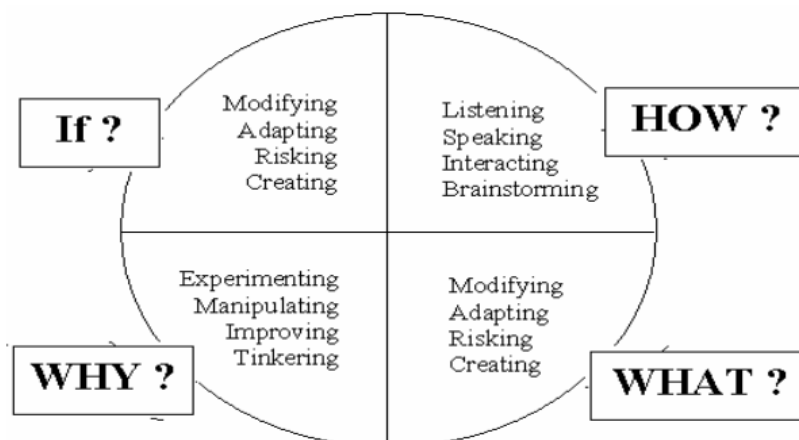 If ?
Modifying
Adapting
Risking
Creating
Listening
Speaking
Interacting
Brainstorming
HOW ?
Experimenting
Manipulating
Improving
Tinkering
WHY ?
Modifying
Adapting
Risking
Creating
WHAT ?